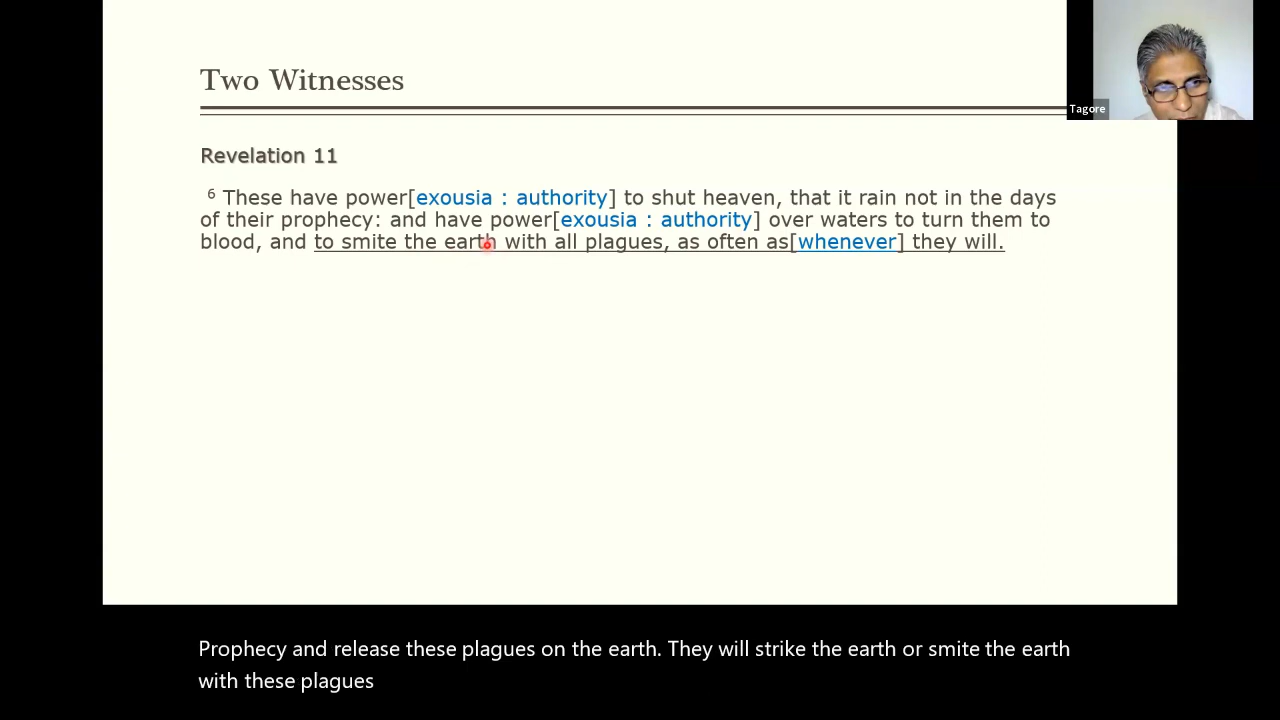 Two Witnesses
Tagore
Revelation 11
6 These have power[exousia : authority] to shut heaven, that it rain not in the days
of their prophecy: and have power[exousia : authority] over waters to turn them to
blood, and to smite the earth with all plagues, as often as[whenever] they will.
Prophecy and release these plagues on the earth. They will strike the earth or smite the earth
with these plagues